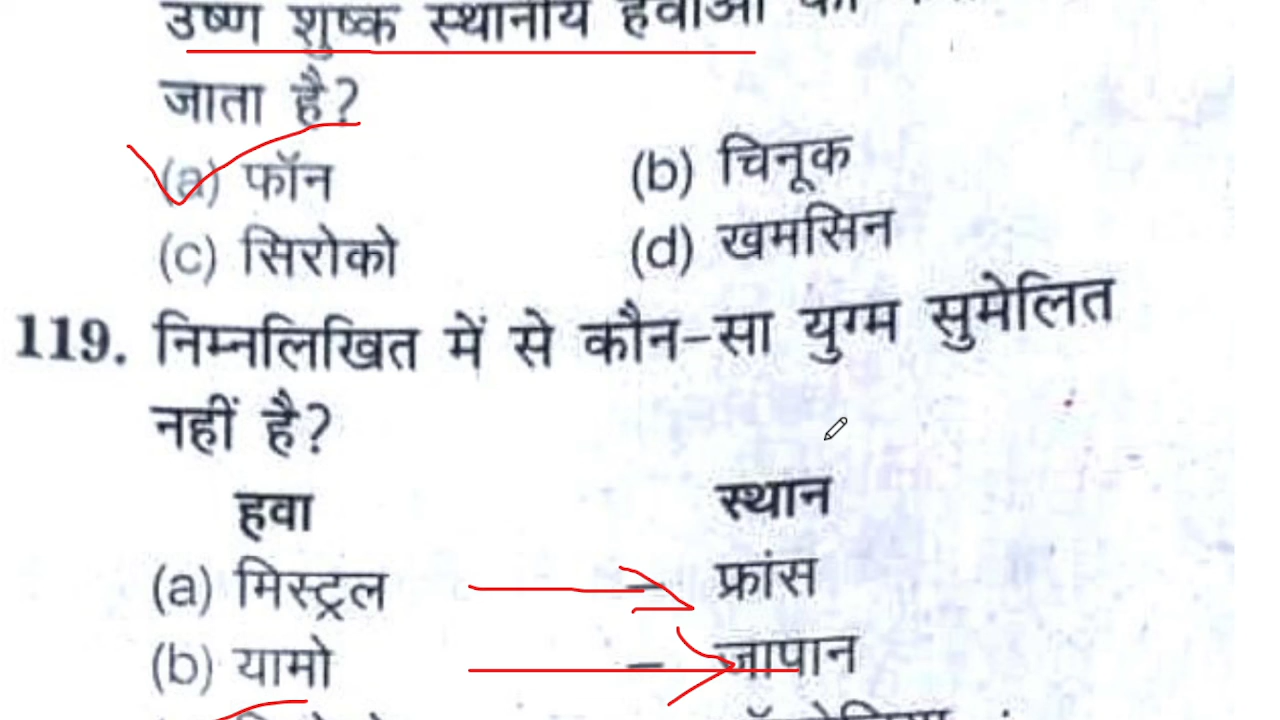 उष्ण शुष्क स्थानीय हवाओं
जाता है?
(a) फॉन (b) चिनूक
(c) सिरोको (d) खमसिन
119. निम्नलिखित में से कौन-सा युग्म सुमेलित
नहीं है?
हवा स्थान
(a) मिस्ट्रल – फ्रांस
(b) यामो – जापान